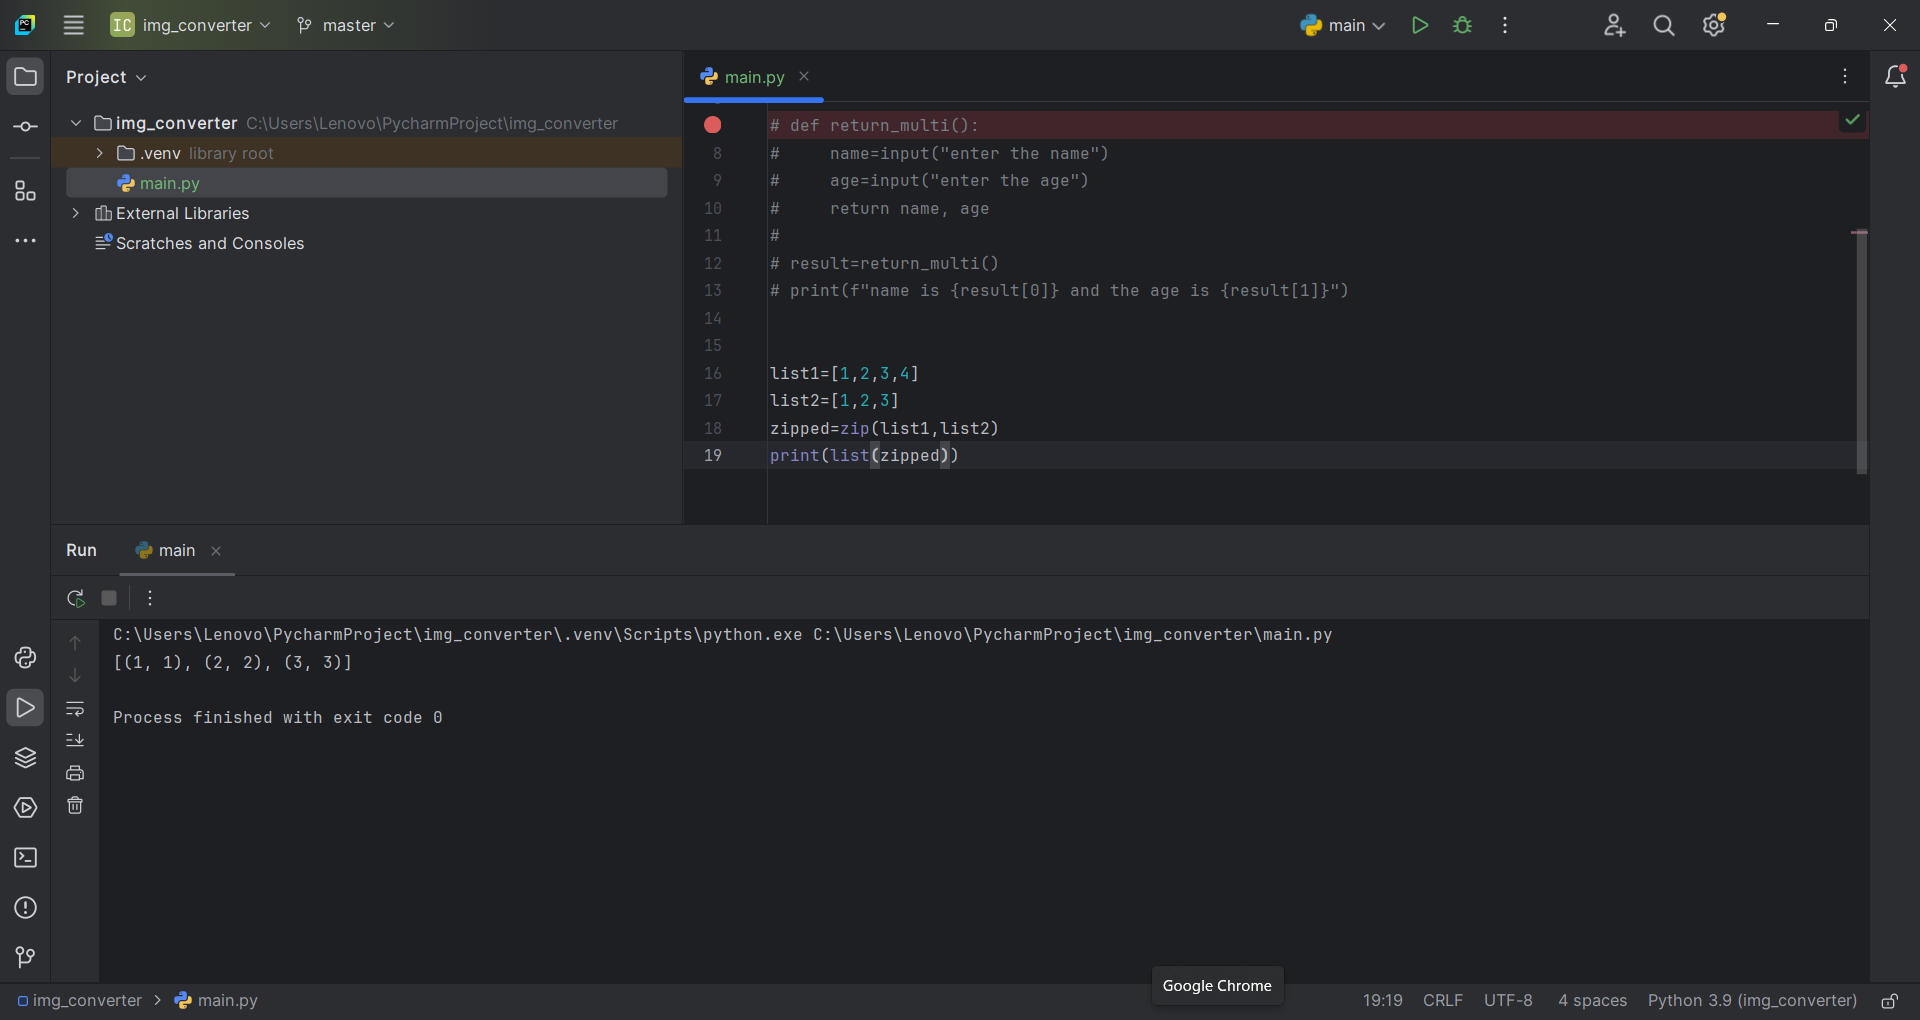 PC
IC img_converter
master
main
Project
main.py
img_converter C:\Users\Lenovo\PycharmProject\img_converter
.venv library root
main.py
External Libraries
Scratches and Consoles
# def return_multi():
8 #     name=input("enter the name")
9 #     age=input("enter the age")
10 #     return name, age
11 #
12 # result=return_multi()
13 # print(f"name is {result[0]} and the age is {result[1]}")
14
15
16 list1=[1,2,3,4]
17 list2=[1,2,3]
18 zipped=zip(list1,list2)
19 print(list(zipped))
Run
main
C:\Users\Lenovo\PycharmProject\img_converter\.venv\Scripts\python.exe C:\Users\Lenovo\PycharmProject\img_converter\main.py
[(1, 1), (2, 2), (3, 3)]
Process finished with exit code 0
Google Chrome
img_converter > main.py
19:19 CRLF UTF-8 4 spaces Python 3.9 (img_converter)